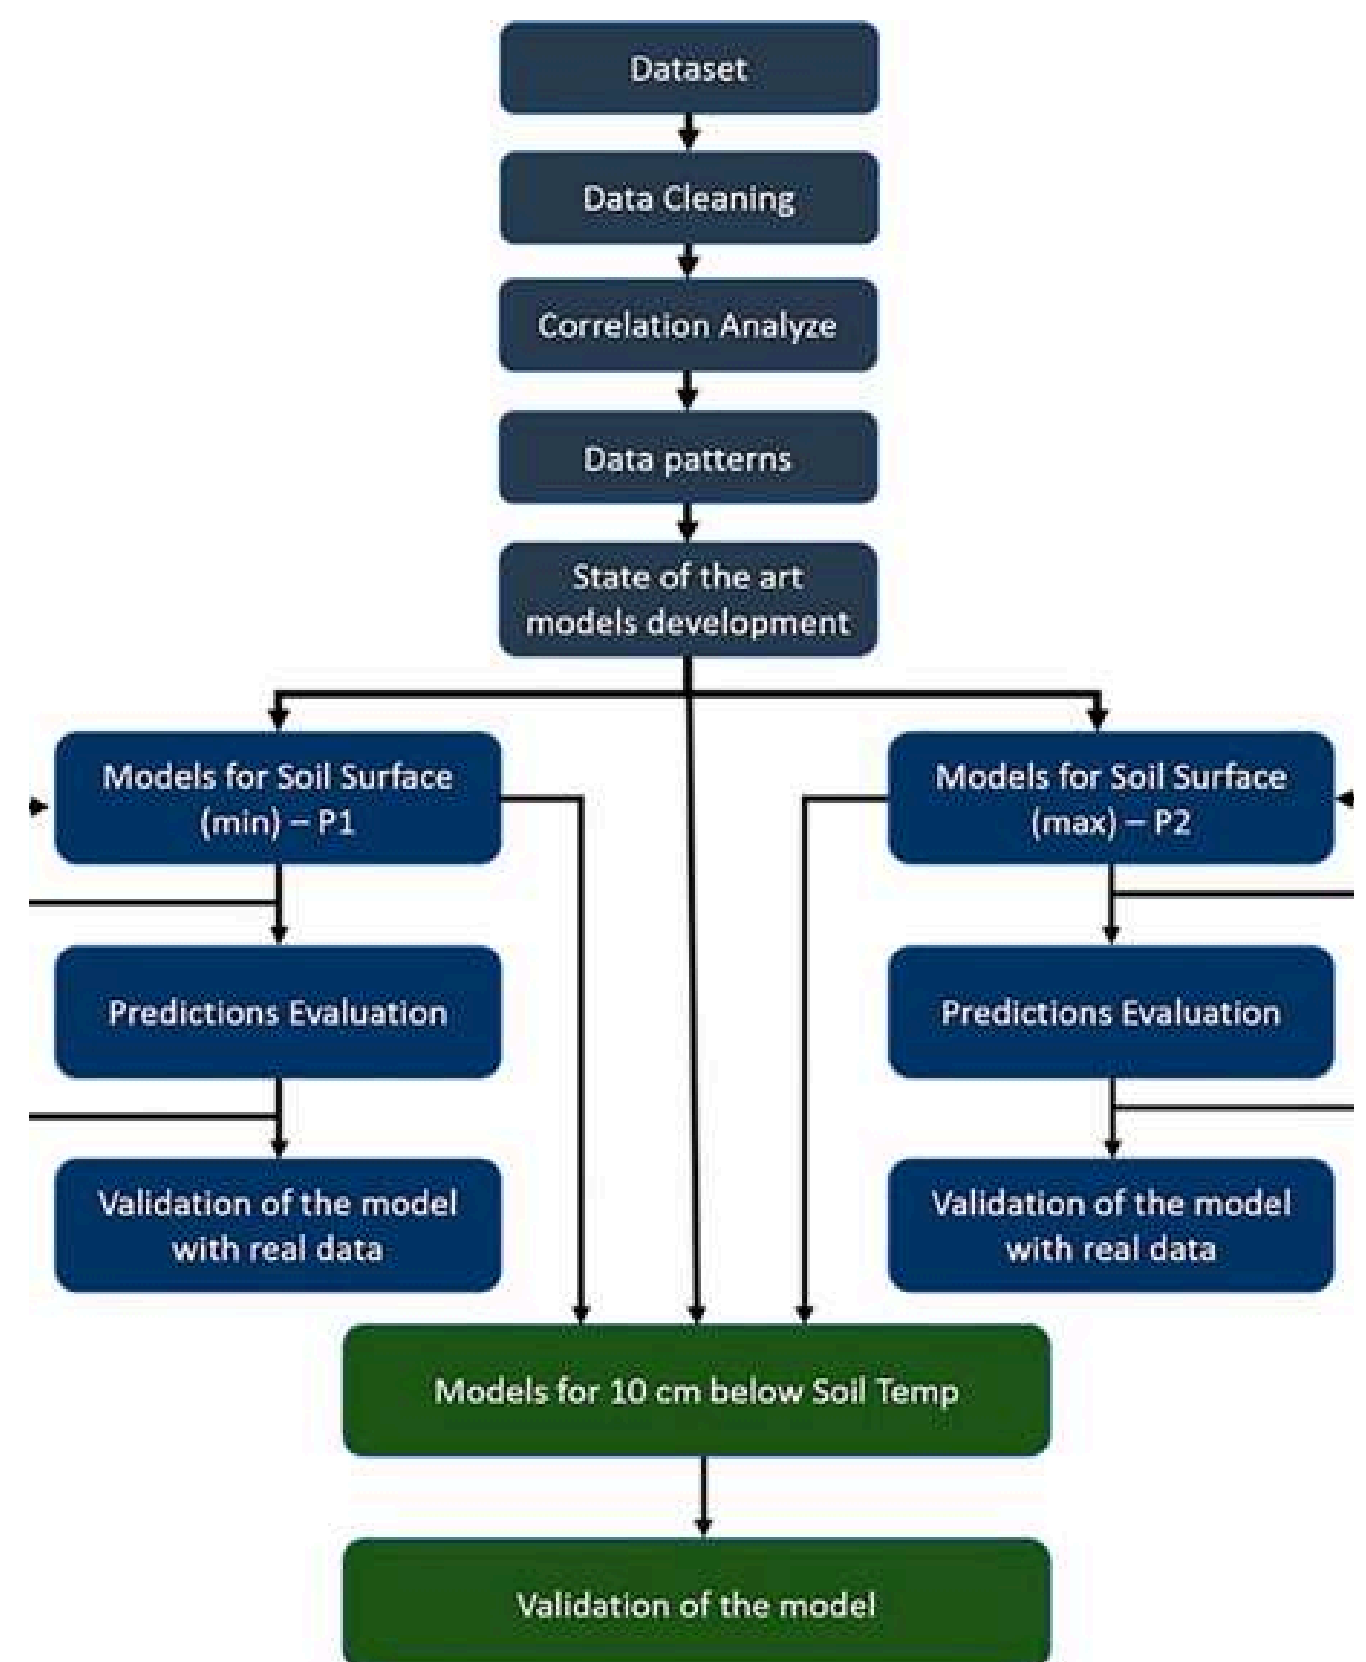 Dataset
Data Cleaning
Correlation Analyze
Data patterns
State of the art
models development
Models for Soil Surface
(min) – P1
Models for Soil Surface
(max) – P2
Predictions Evaluation
Predictions Evaluation
Validation of the model
with real data
Validation of the model
with real data
Models for 10 cm below Soil Temp
Validation of the model